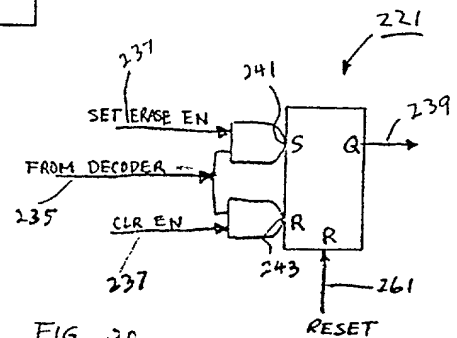 221
237
241
SET ERASE EN
S
Q
239
FROM DECODER
235
CLR EN
R
R
237
243
261
RESET